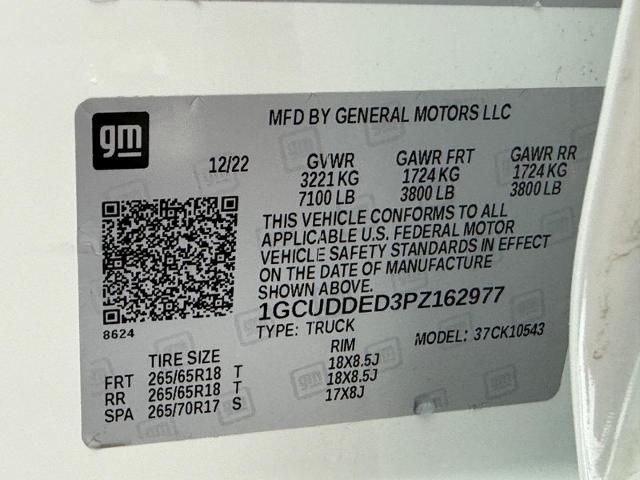 gm
MFD BY GENERAL MOTORS LLC
12/22 GVWR GAWR FRT GAWR RR
3221 KG 1724 KG 1724 KG
7100 LB 3800 LB 3800 LB
THIS VEHICLE CONFORMS TO ALL
APPLICABLE U.S. FEDERAL MOTOR
VEHICLE SAFETY STANDARDS IN EFFECT
ON THE DATE OF MANUFACTURE
SHOWN ABOVE.
1GCUDDED3PZ162977
8624
TYPE: TRUCK MODEL: 37CK10543
TIRE SIZE RIM
FRT 265/65R18 T 18X8.5J
RR 265/65R18 T 18X8.5J
SPA 265/70R17 S 17X8J